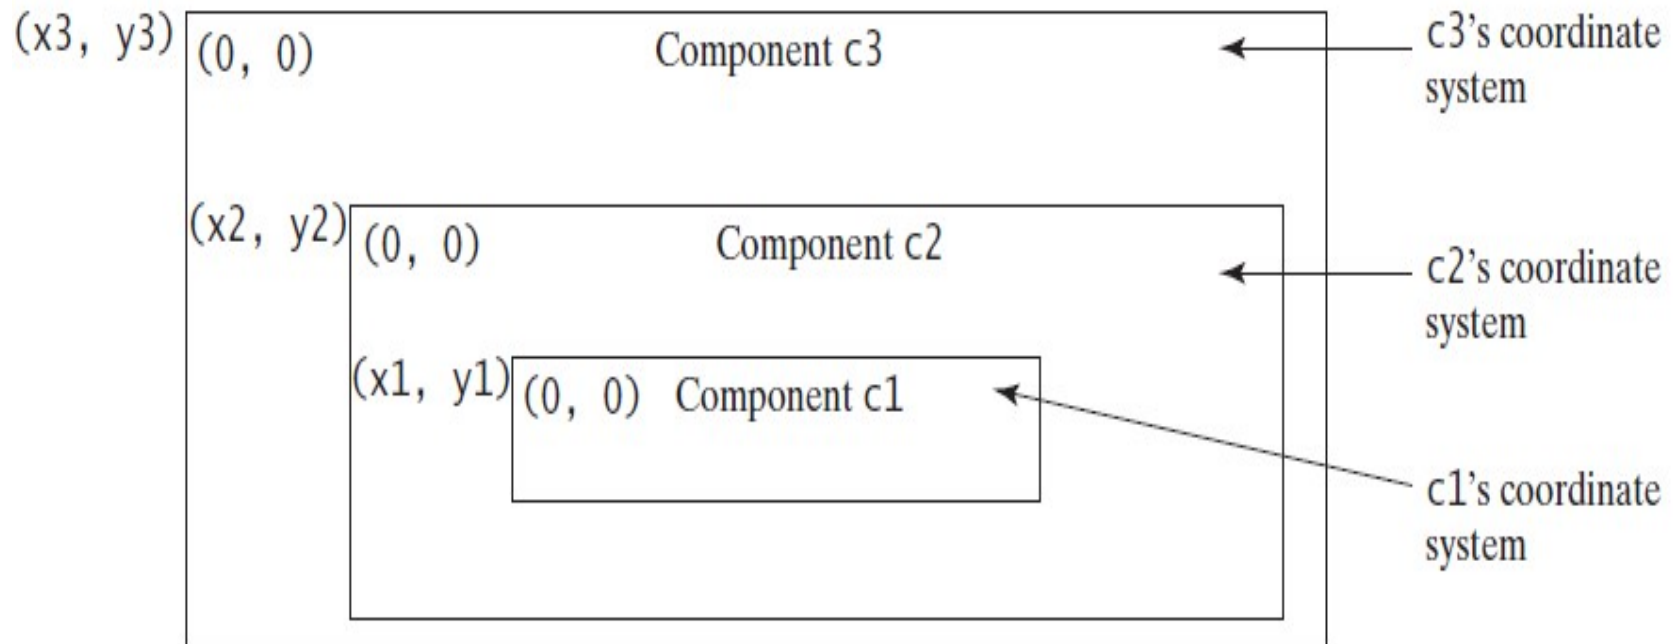 (x3, y3)
(0, 0)
Component c3
c3's coordinate
system
(x2, y2)
(0, 0)
Component c2
c2's coordinate
system
(x1, y1)
(0, 0)
Component c1
c1's coordinate
system